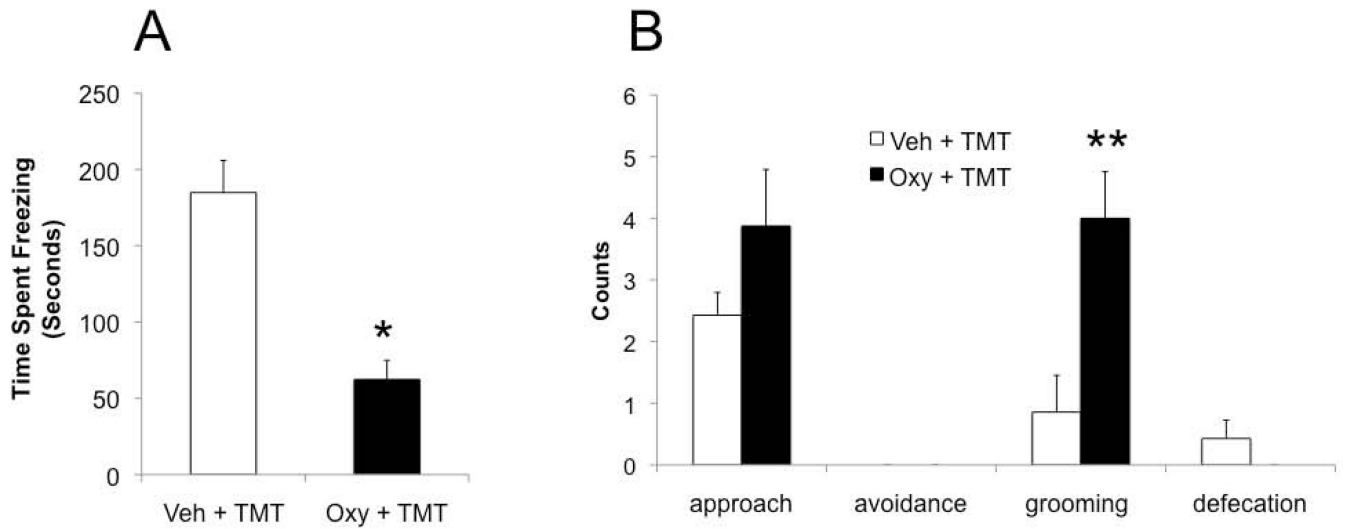 A
250
200
150
100
50
0
Time Spent Freezing
(Seconds)
*
Veh + TMT
Oxy + TMT
B
6
5
4
3
2
1
0
Counts
Veh + TMT
Oxy + TMT
**
approach
avoidance
grooming
defecation